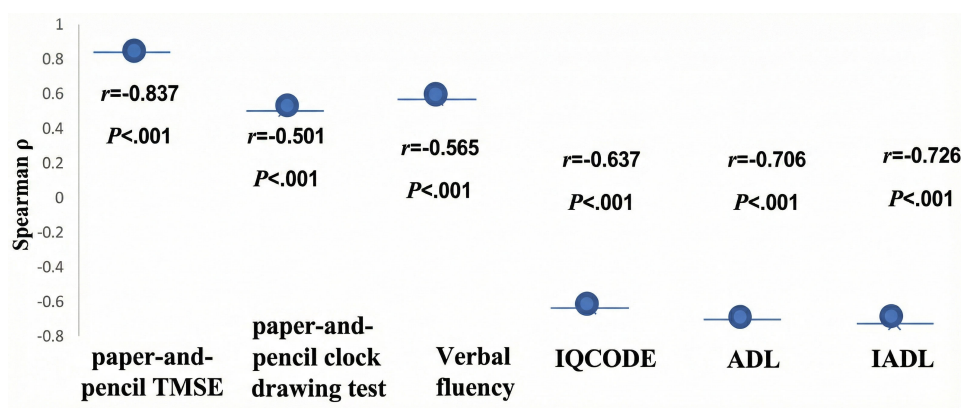 Spearman ρ
1
0.8
0.6
0.4
0.2
0
-0.2
-0.4
-0.6
-0.8
r=-0.837
P<.001
r=-0.501
P<.001
r=-0.565
P<.001
r=-0.637
P<.001
r=-0.706
P<.001
r=-0.726
P<.001
paper-and-
pencil TMSE
paper-and-
pencil clock
drawing test
Verbal
fluency
IQCODE
ADL
IADL